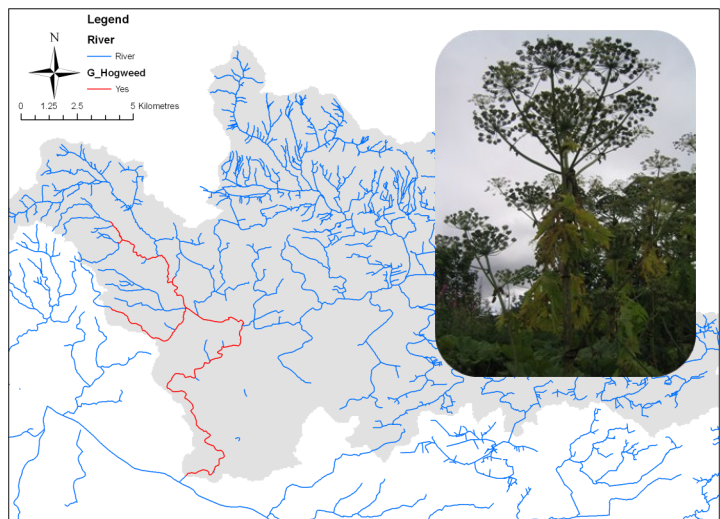 Legend
N
River
River
G_Hogweed
Yes
0 1.25 2.5 5 Kilometres